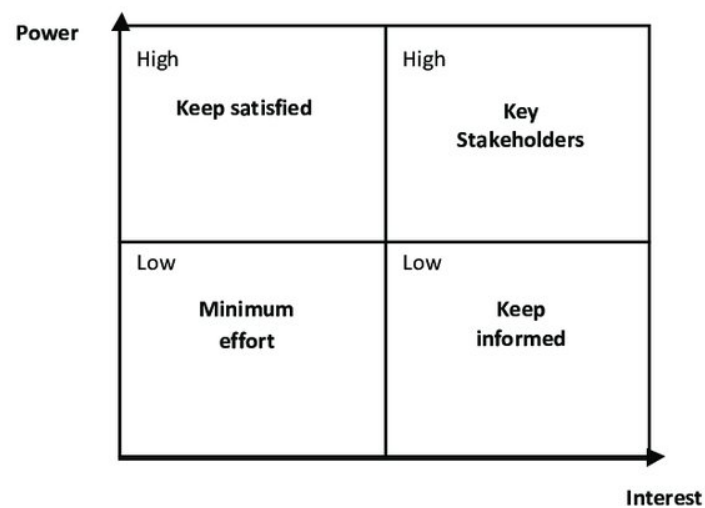 Power
High
Keep satisfied
High
Key
Stakeholders
Low
Minimum
effort
Low
Keep
informed
Interest